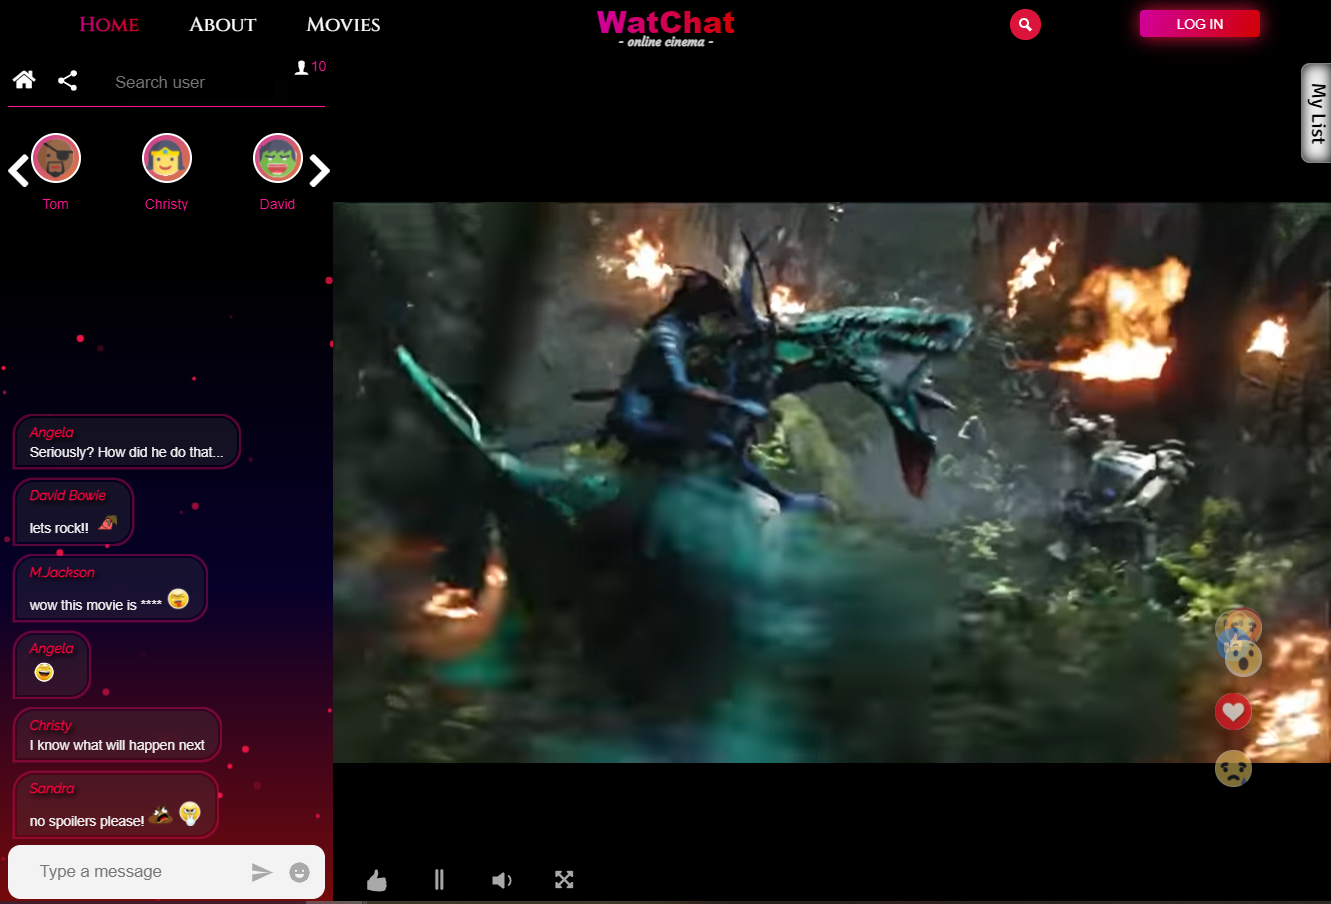 Home
About
Movies
WatChat
- online cinema -
LOG IN
10
Search user
My List
Tom
Christy
David
Angela
Seriously? How did he do that...
David Bowie
lets rock!!
M.Jackson
wow this movie is ****
Angela
Christy
I know what will happen next
Sandra
no spoilers please!
Type a message